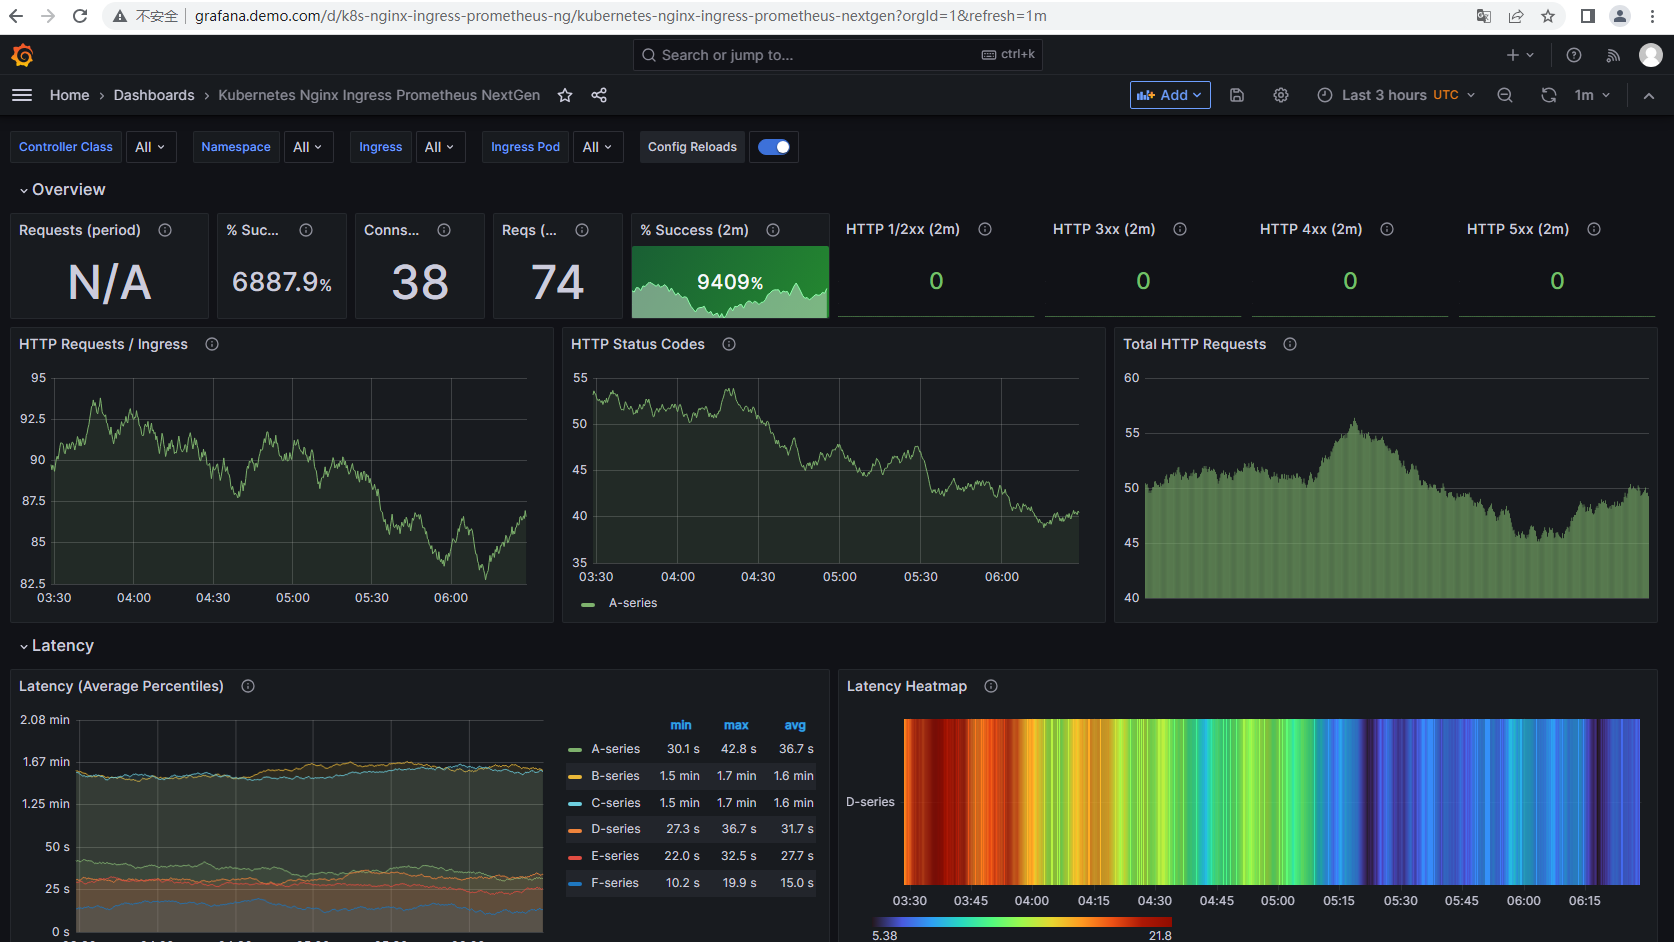 不安全 grafana.demo.com/d/k8s-nginx-ingress-prometheus-ng/kubernetes-nginx-ingress-prometheus-nextgen?orgId=1&refresh=1m
Search or jump to... ctrl+k
Home › Dashboards › Kubernetes Nginx Ingress Prometheus NextGen Add Last 3 hours UTC 1m
Controller Class All Namespace All Ingress All Ingress Pod All Config Reloads
Overview
Requests (period) % Suc... Conns... Reqs (... % Success (2m) HTTP 1/2xx (2m) HTTP 3xx (2m) HTTP 4xx (2m) HTTP 5xx (2m)
N/A 6887.9% 38 74 9409% 0 0 0 0
HTTP Requests / Ingress
95
92.5
90
87.5
85
82.5
03:30 04:00 04:30 05:00 05:30 06:00
HTTP Status Codes
55
50
45
40
35
03:30 04:00 04:30 05:00 05:30 06:00
A-series
Total HTTP Requests
60
55
50
45
40
Latency
Latency (Average Percentiles)
2.08 min
1.67 min
1.25 min
50 s
25 s
0 s
min max avg
A-series 30.1 s 42.8 s 36.7 s
B-series 1.5 min 1.7 min 1.6 min
C-series 1.5 min 1.7 min 1.6 min
D-series 27.3 s 36.7 s 31.7 s
E-series 22.0 s 32.5 s 27.7 s
F-series 10.2 s 19.9 s 15.0 s
Latency Heatmap
D-series
03:30 03:45 04:00 04:15 04:30 04:45 05:00 05:15 05:30 05:45 06:00 06:15
5.38 21.8